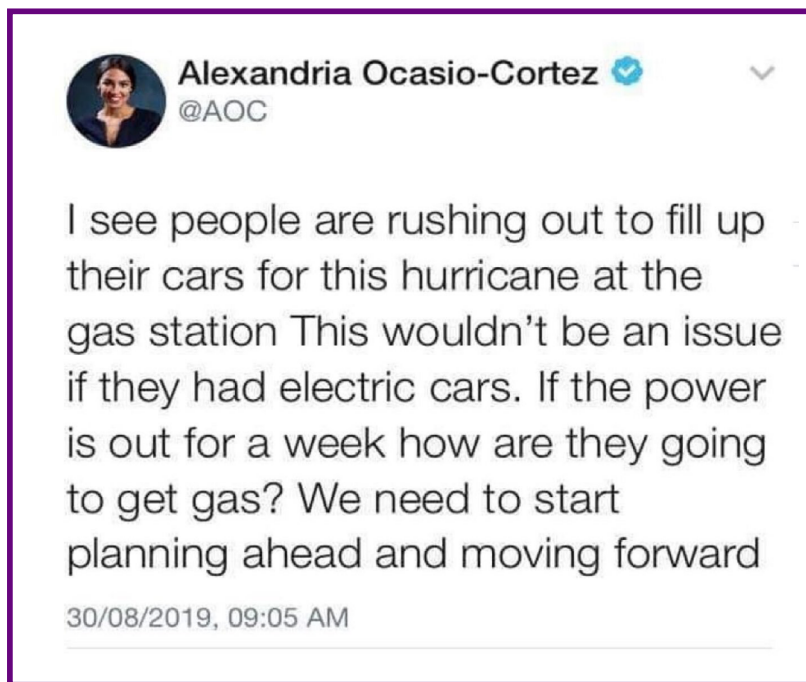 Alexandria Ocasio-Cortez
@AOC
I see people are rushing out to fill up
their cars for this hurricane at the
gas station This wouldn't be an issue
if they had electric cars. If the power
is out for a week how are they going
to get gas? We need to start
planning ahead and moving forward
30/08/2019, 09:05 AM